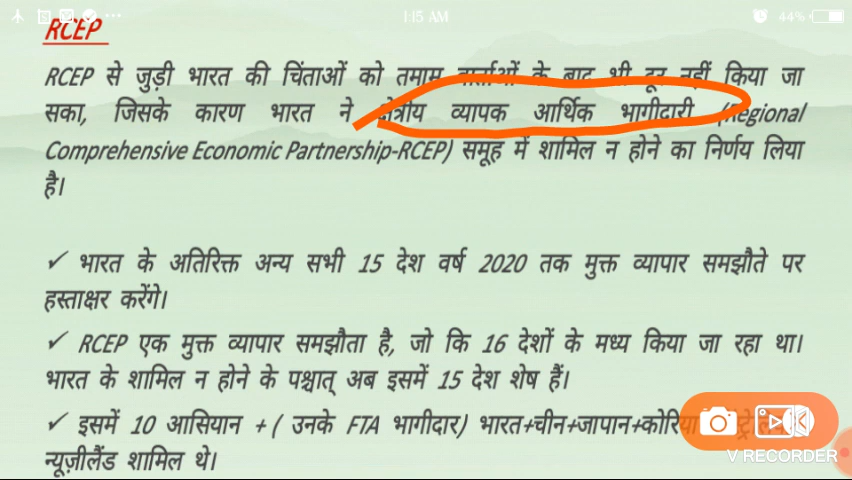 1:15 AM
44%
RCEP
RCEP से जुड़ी भारत की चिंताओं को तमाम वार्ताओं के बाद भी दूर नहीं किया जा
सका, जिसके कारण भारत ने क्षेत्रीय व्यापक आर्थिक भागीदारी (Regional
Comprehensive Economic Partnership-RCEP) समूह में शामिल न होने का निर्णय लिया
है।
✓ भारत के अतिरिक्त अन्य सभी 15 देश वर्ष 2020 तक मुक्त व्यापार समझौते पर
हस्ताक्षर करेंगे।
✓ RCEP एक मुक्त व्यापार समझौता है, जो कि 16 देशों के मध्य किया जा रहा था।
भारत के शामिल न होने के पश्चात् अब इसमें 15 देश शेष हैं।
✓ इसमें 10 आसियान +( उनके FTA भागीदार) भारत+चीन+जापान+कोरिया
न्यूज़ीलैंड शामिल थे।
V RECORDER